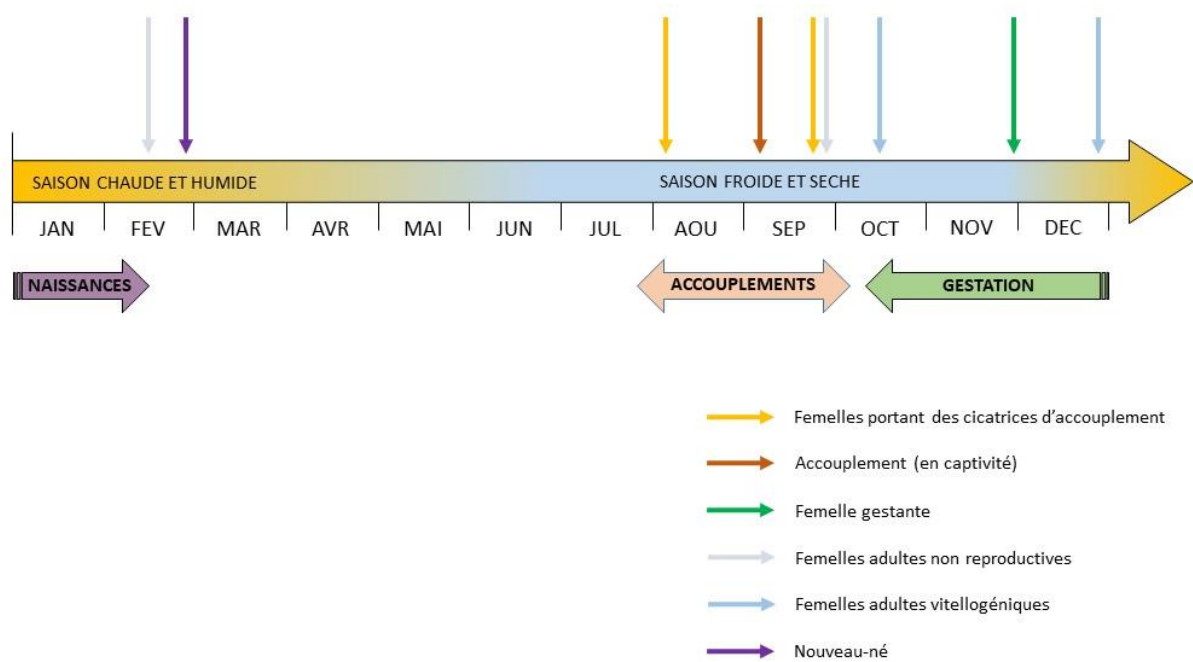 SAISON CHAUDE ET HUMIDE
SAISON FROIDE ET SECHE
JAN FEV MAR AVR MAI JUN JUL AOU SEP OCT NOV DEC
NAISSANCES ACCOUPLEMENTS GESTATION
Femelles portant des cicatrices d’accouplement
Accouplement (en captivité)
Femelle gestante
Femelles adultes non reproductives
Femelles adultes vitellogéniques
Nouveau-né